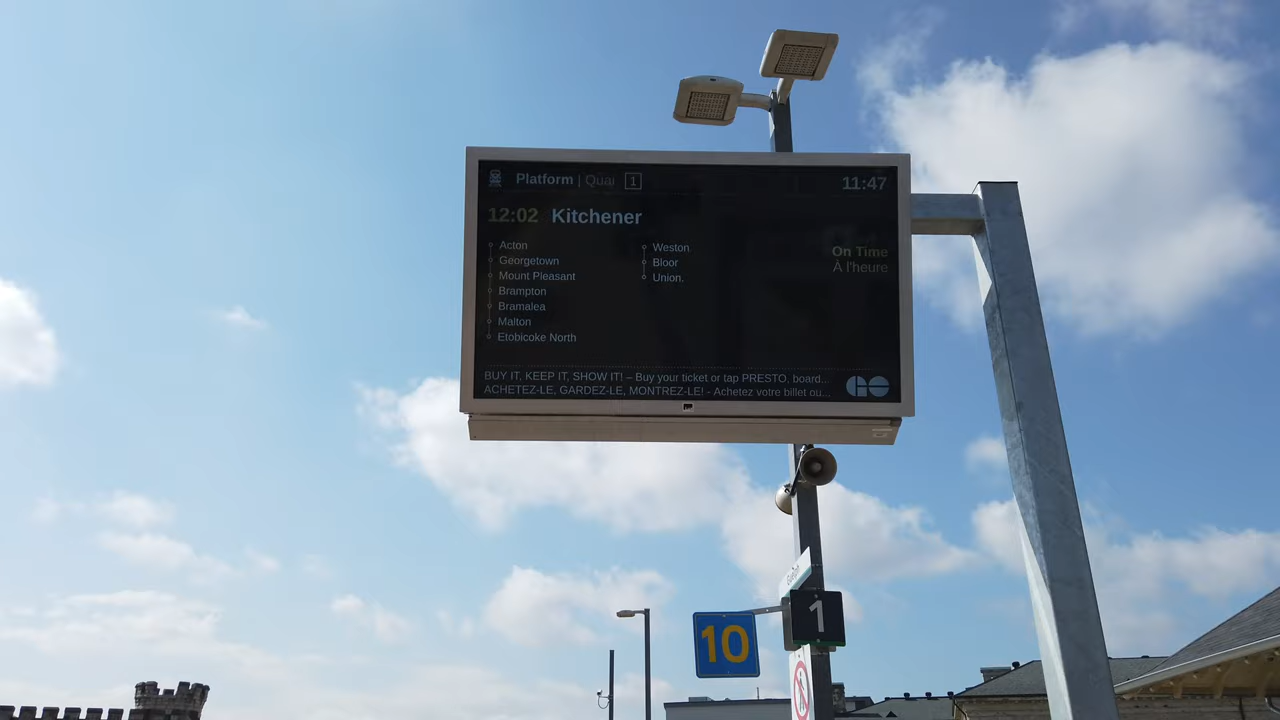 Platform | Quai 1
11:47
12:02 Kitchener
Acton
Georgetown
Mount Pleasant
Brampton
Bramalea
Malton
Etobicoke North
Weston
Bloor
Union.
On Time
À l'heure
BUY IT, KEEP IT, SHOW IT! – Buy your ticket or tap PRESTO, board...
ACHETEZ-LE, GARDEZ-LE, MONTREZ-LE! - Achetez votre billet ou...
GO
Guelph
1
10